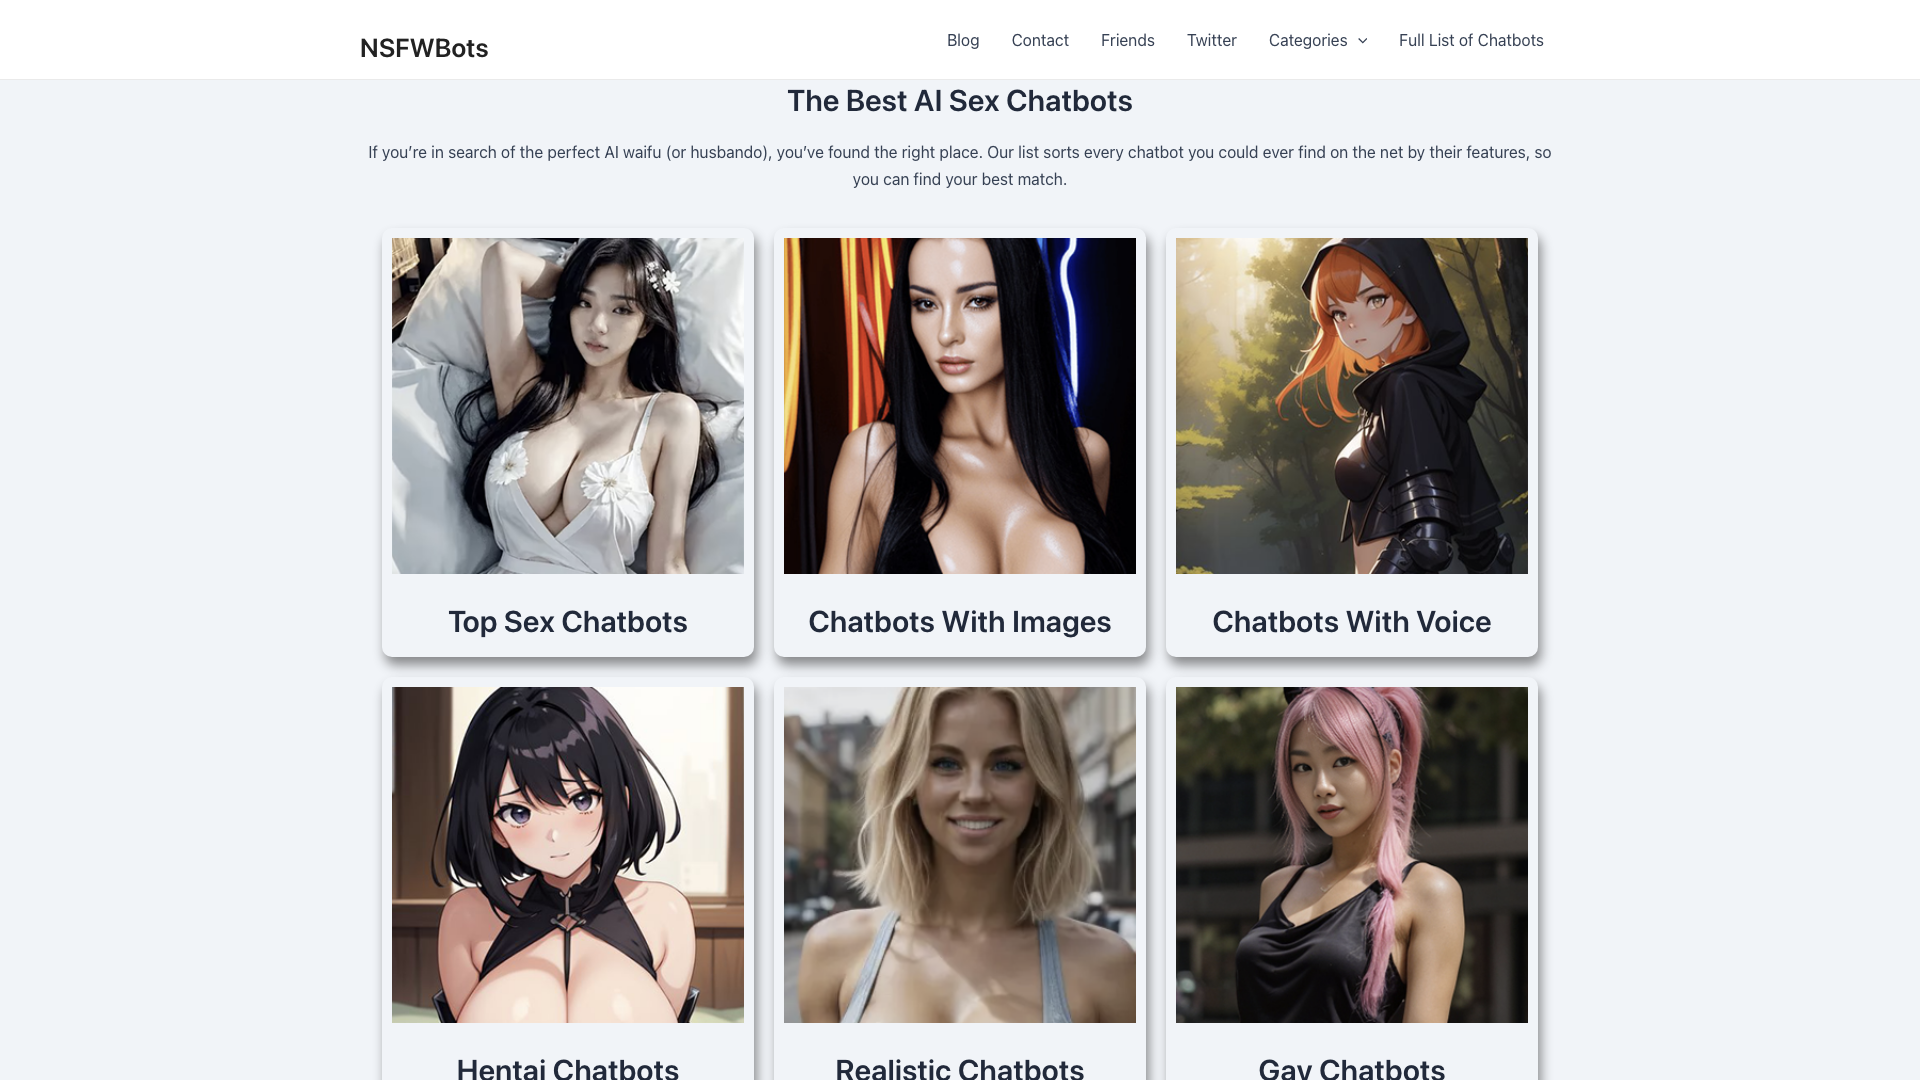 NSFWBots
Blog
Contact
Friends
Twitter
Categories
Full List of Chatbots
The Best AI Sex Chatbots
If you’re in search of the perfect AI waifu (or husbando), you’ve found the right place. Our list sorts every chatbot you could ever find on the net by their features, so
you can find your best match.
Top Sex Chatbots
Chatbots With Images
Chatbots With Voice
Hentai Chatbots
Realistic Chatbots
Gay Chatbots